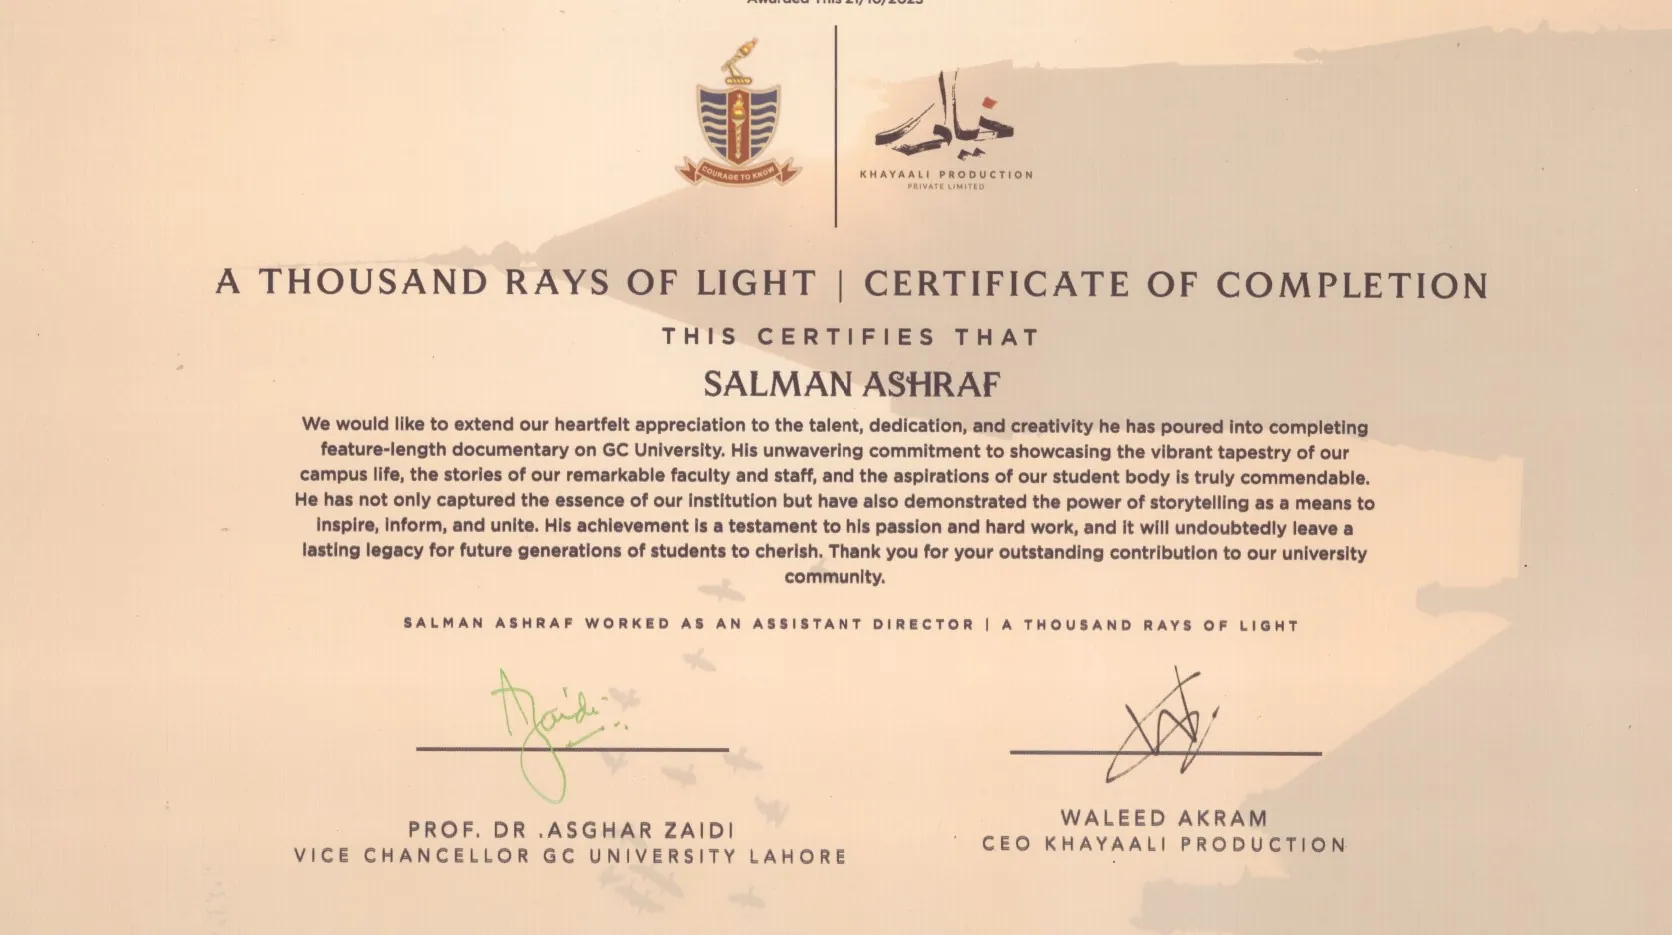 Awarded This 21/10/2023
COURAGE TO KNOW
خیالی
KHAYAALI PRODUCTION
PRIVATE LIMITED
A THOUSAND RAYS OF LIGHT | CERTIFICATE OF COMPLETION
THIS CERTIFIES THAT
SALMAN ASHRAF
We would like to extend our heartfelt appreciation to the talent, dedication, and creativity he has poured into completing
feature-length documentary on GC University. His unwavering commitment to showcasing the vibrant tapestry of our
campus life, the stories of our remarkable faculty and staff, and the aspirations of our student body is truly commendable.
He has not only captured the essence of our institution but have also demonstrated the power of storytelling as a means to
inspire, inform, and unite. His achievement is a testament to his passion and hard work, and it will undoubtedly leave a
lasting legacy for future generations of students to cherish. Thank you for your outstanding contribution to our university
community.
SALMAN ASHRAF WORKED AS AN ASSISTANT DIRECTOR | A THOUSAND RAYS OF LIGHT
AZaidi
PROF. DR .ASGHAR ZAIDI
VICE CHANCELLOR GC UNIVERSITY LAHORE
WALEED AKRAM
CEO KHAYAALI PRODUCTION